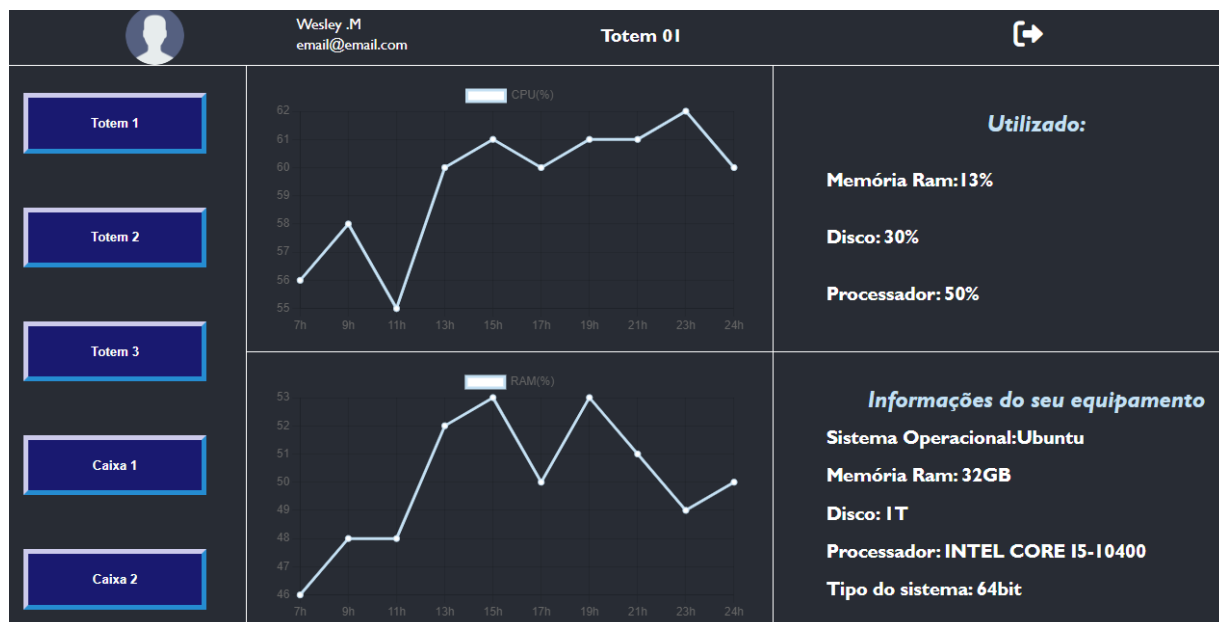 Wesley .M
email@email.com
Totem 01
Totem 1
Totem 2
Totem 3
Caixa 1
Caixa 2
CPU(%)
62
61
60
59
58
57
56
55
7h 9h 11h 13h 15h 17h 19h 21h 23h 24h
RAM(%)
53
52
51
50
49
48
47
46
7h 9h 11h 13h 15h 17h 19h 21h 23h 24h
Utilizado:
Memória Ram:13%
Disco: 30%
Processador: 50%
Informações do seu equipamento
Sistema Operacional:Ubuntu
Memória Ram: 32GB
Disco: 1T
Processador: INTEL CORE I5-10400
Tipo do sistema: 64bit